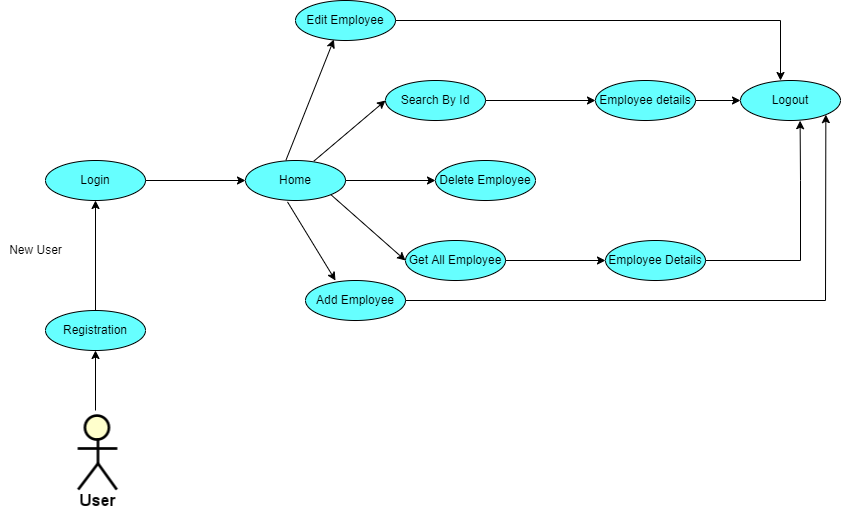 Edit Employee
Search By Id
Employee details
Logout
Login
Home
Delete Employee
New User
Get All Employee
Employee Details
Add Employee
Registration
User